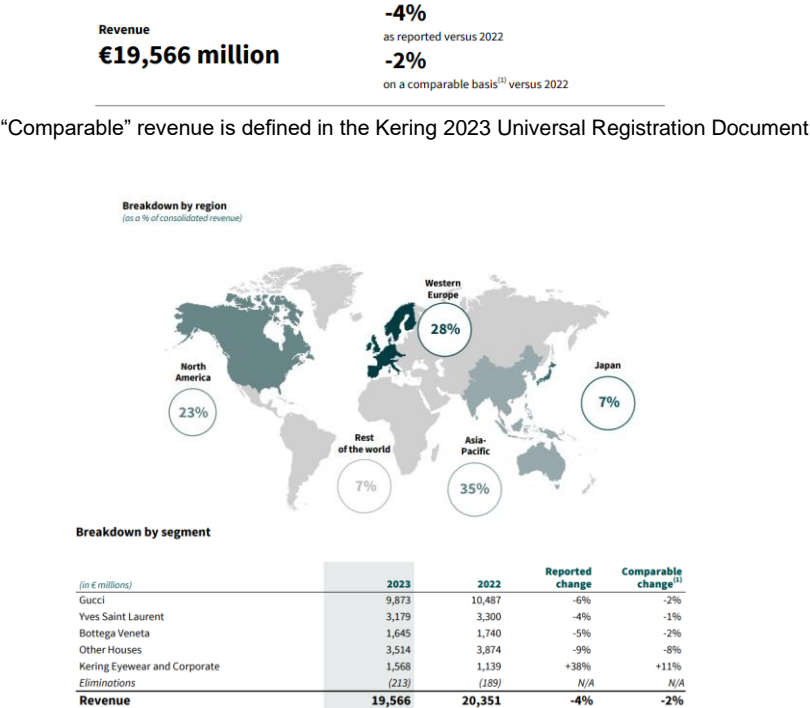 Revenue
€19,566 million
-4%
as reported versus 2022
-2%
on a comparable basis(1) versus 2022
“Comparable” revenue is defined in the Kering 2023 Universal Registration Document
Breakdown by region
(as a % of consolidated revenue)
Western
Europe
28%
North
America
23%
Japan
7%
Rest
of the world
7%
Asia-
Pacific
35%
Breakdown by segment
(in € millions) 2023 2022 Reported change Comparable change(1)
Gucci 9,873 10,487 -6% -2%
Yves Saint Laurent 3,179 3,300 -4% -1%
Bottega Veneta 1,645 1,740 -5% -2%
Other Houses 3,514 3,874 -9% -8%
Kering Eyewear and Corporate 1,568 1,139 +38% +11%
Eliminations (213) (189) N/A N/A
Revenue 19,566 20,351 -4% -2%